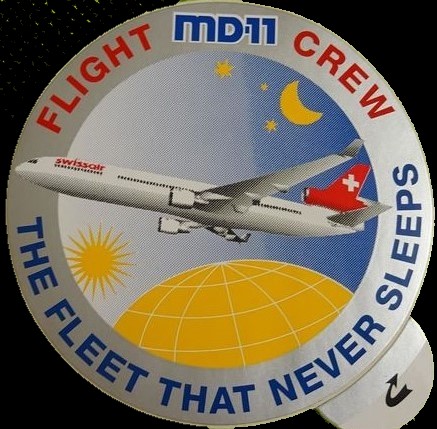 FLIGHT MD-11 CREW
swissair
THE FLEET THAT NEVER SLEEPS